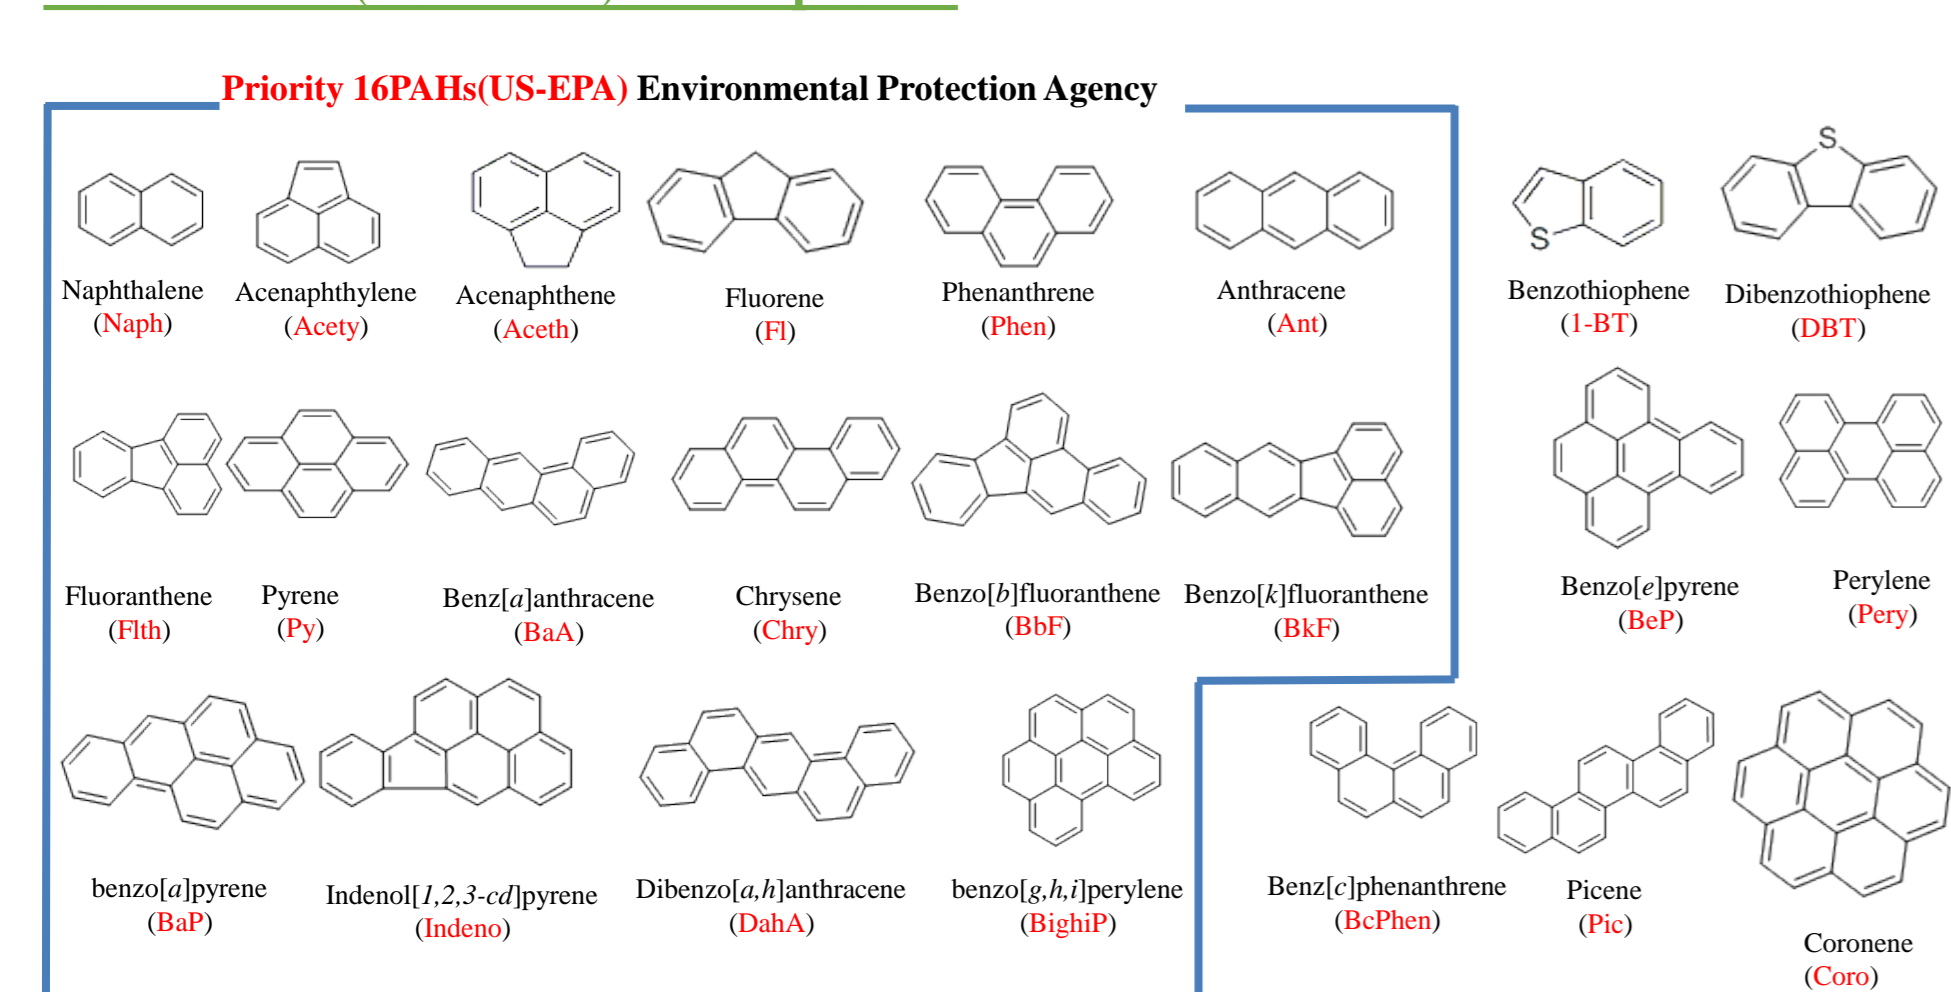 Priority 16PAHs(US-EPA) Environmental Protection Agency
S
S
Naphthalene
(Naph)
Acenaphthylene
(Acety)
Acenaphthene
(Aceth)
Fluorene
(Fl)
Phenanthrene
(Phen)
Anthracene
(Ant)
Benzothiophene
(1-BT)
Dibenzothiophene
(DBT)
Fluoranthene
(Flth)
Pyrene
(Py)
Benz[a]anthracene
(BaA)
Chrysene
(Chry)
Benzo[b]fluoranthene
(BbF)
Benzo[k]fluoranthene
(BkF)
Benzo[e]pyrene
(BeP)
Perylene
(Pery)
benzo[a]pyrene
(BaP)
Indenol[1,2,3-cd]pyrene
(Indeno)
Dibenzo[a,h]anthracene
(DahA)
benzo[g,h,i]perylene
(BighiP)
Benz[c]phenanthrene
(BcPhen)
Picene
(Pic)
Coronene
(Coro)